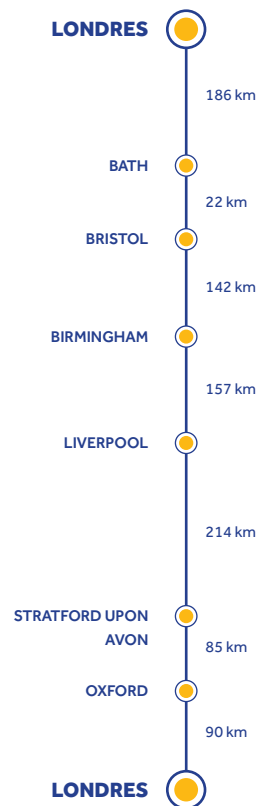 LONDRES
186 km
BATH
22 km
BRISTOL
142 km
BIRMINGHAM
157 km
LIVERPOOL
214 km
STRATFORD UPON
AVON
85 km
OXFORD
90 km
LONDRES